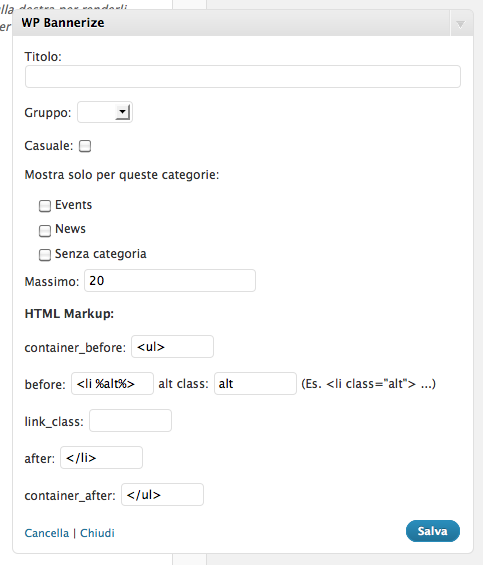 lla destra per renderli
er
WP Bannerize
Titolo:
Gruppo:
Casuale:
Mostra solo per queste categorie:
Events
News
Senza categoria
Massimo: 20
HTML Markup:
container_before: <ul>
before: <li %alt%> alt class: alt (Es. <li class="alt"> ...)
link_class:
after: </li>
container_after: </ul>
Cancella | Chiudi Salva